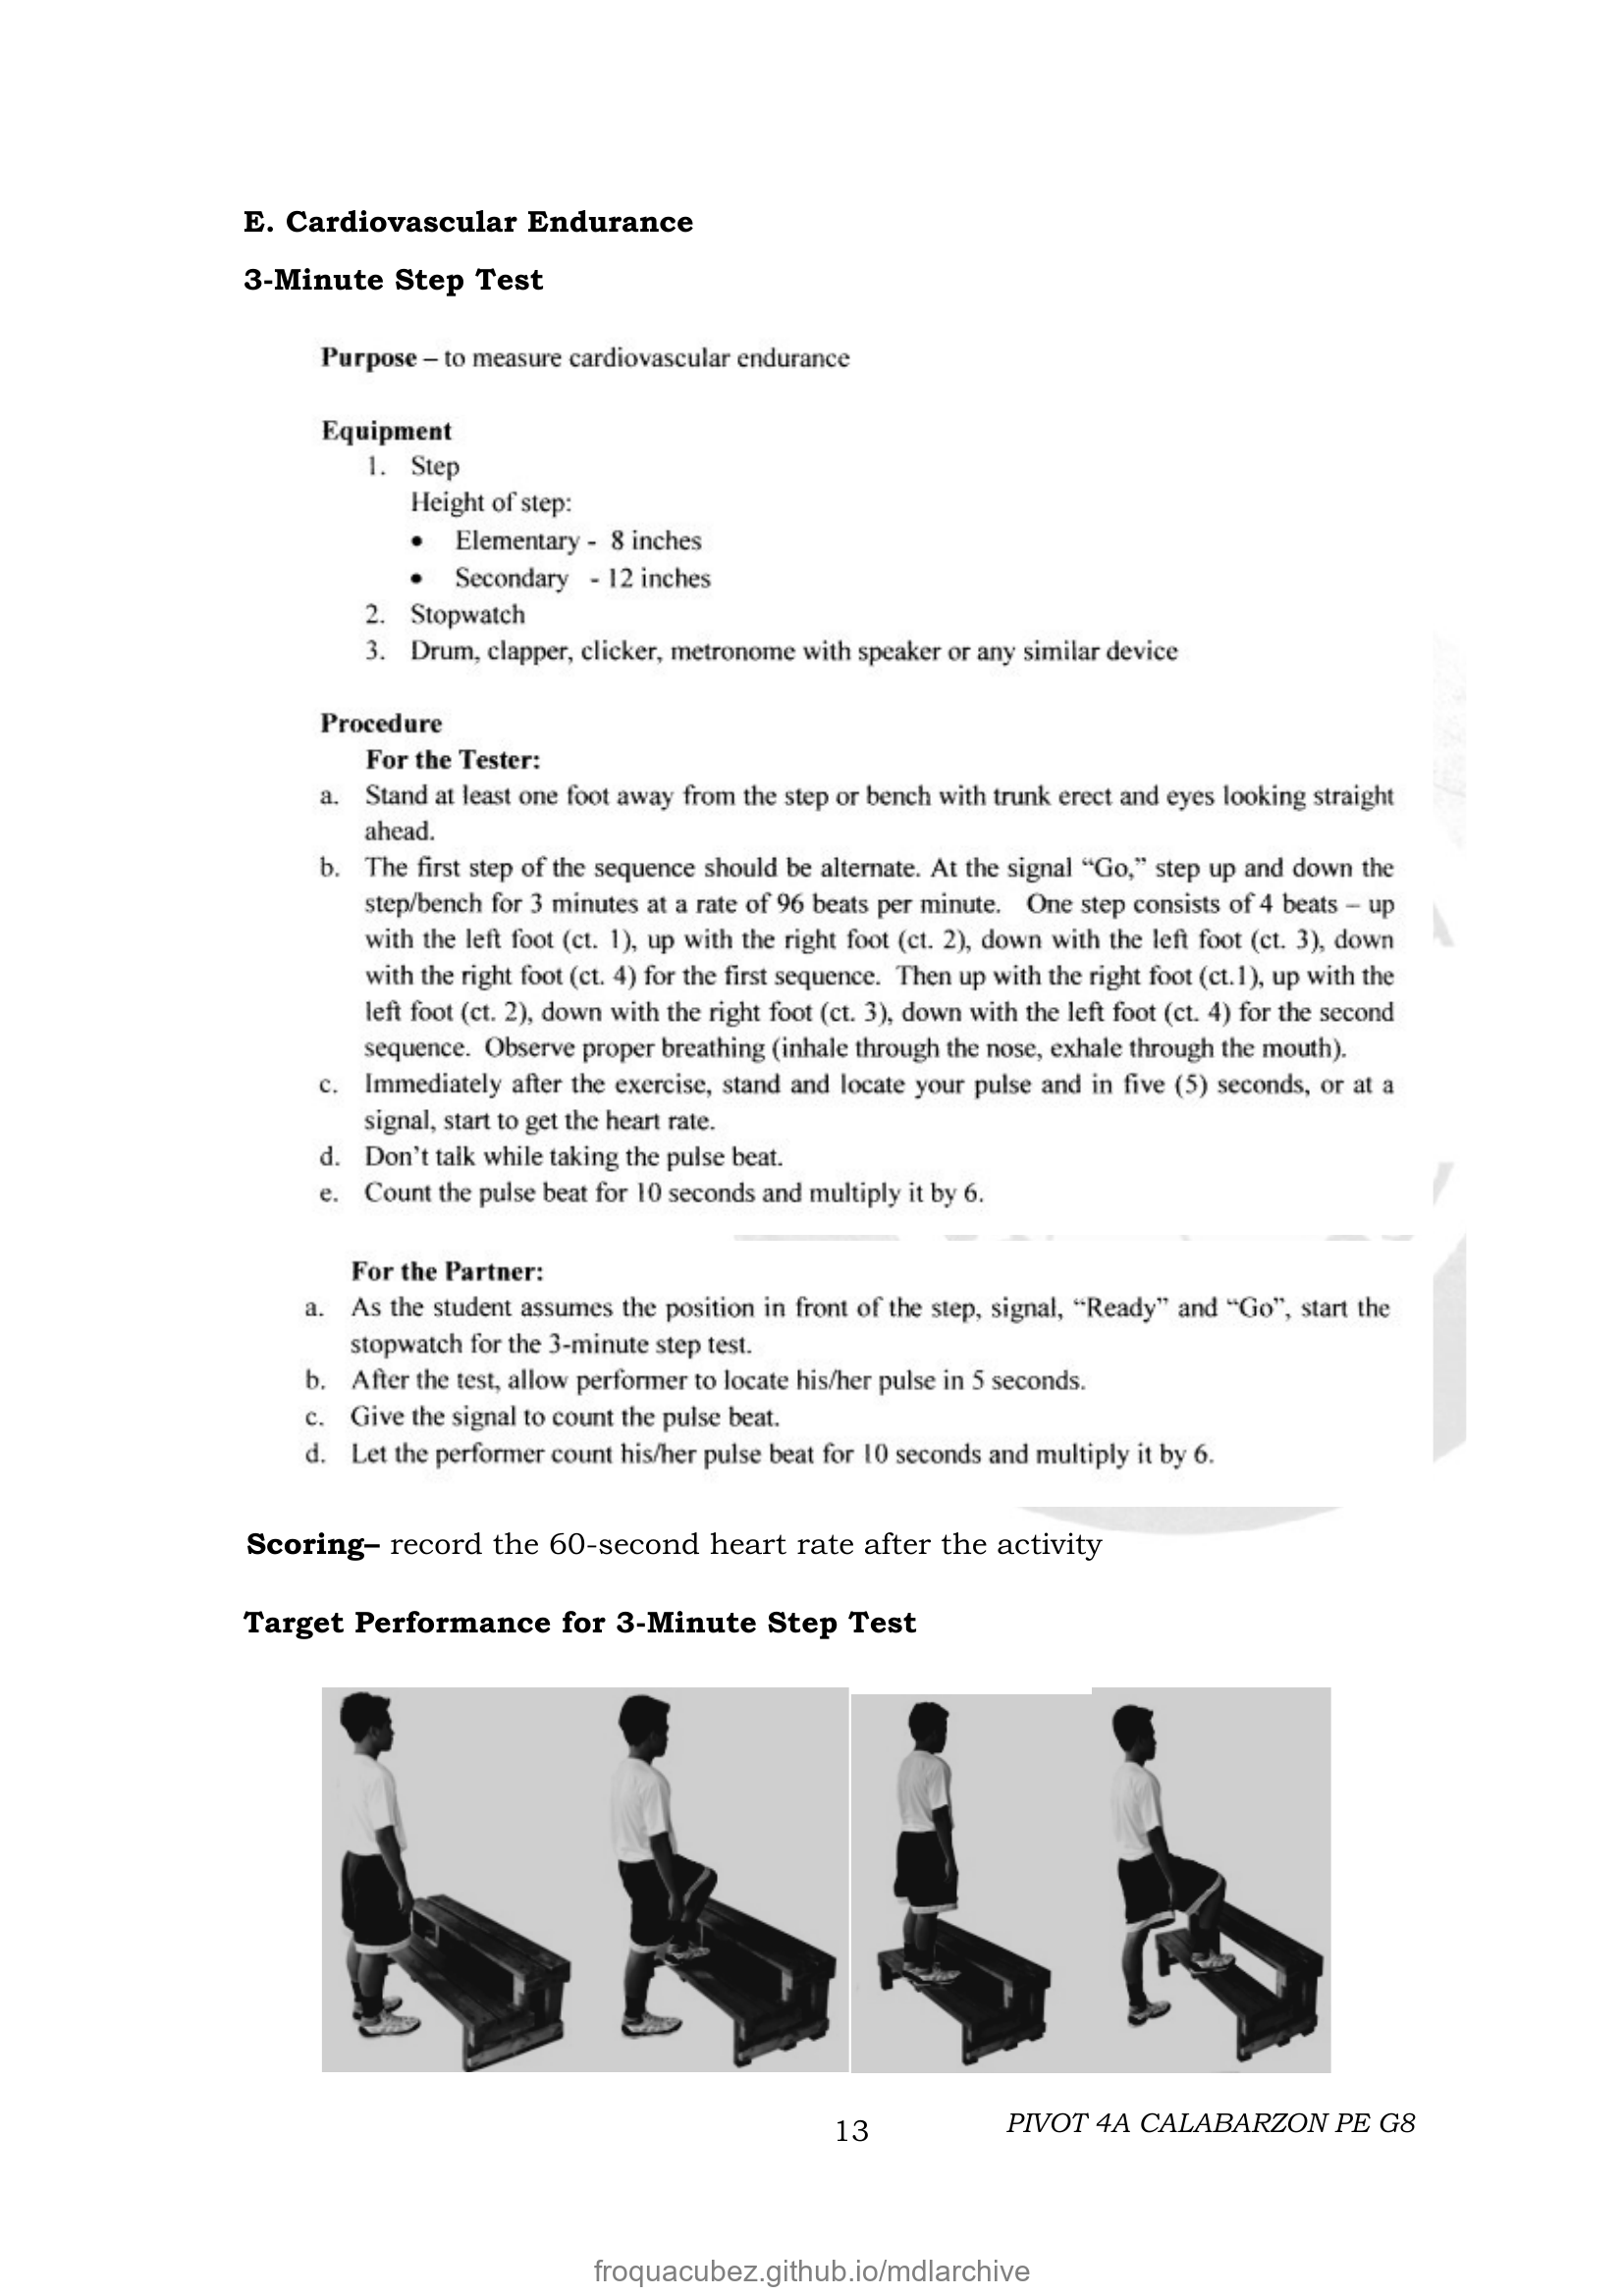 E. Cardiovascular Endurance
3-Minute Step Test
Purpose – to measure cardiovascular endurance
Equipment
1. Step
Height of step:
• Elementary - 8 inches
• Secondary - 12 inches
2. Stopwatch
3. Drum, clapper, clicker, metronome with speaker or any similar device
Procedure
For the Tester:
a. Stand at least one foot away from the step or bench with trunk erect and eyes looking straight
ahead.
b. The first step of the sequence should be alternate. At the signal “Go,” step up and down the
step/bench for 3 minutes at a rate of 96 beats per minute. One step consists of 4 beats – up
with the left foot (ct. 1), up with the right foot (ct. 2), down with the left foot (ct. 3), down
with the right foot (ct. 4) for the first sequence. Then up with the right foot (ct.1), up with the
left foot (ct. 2), down with the right foot (ct. 3), down with the left foot (ct. 4) for the second
sequence. Observe proper breathing (inhale through the nose, exhale through the mouth).
c. Immediately after the exercise, stand and locate your pulse and in five (5) seconds, or at a
signal, start to get the heart rate.
d. Don’t talk while taking the pulse beat.
e. Count the pulse beat for 10 seconds and multiply it by 6.
For the Partner:
a. As the student assumes the position in front of the step, signal, “Ready” and “Go”, start the
stopwatch for the 3-minute step test.
b. After the test, allow performer to locate his/her pulse in 5 seconds.
c. Give the signal to count the pulse beat.
d. Let the performer count his/her pulse beat for 10 seconds and multiply it by 6.
Scoring– record the 60-second heart rate after the activity
Target Performance for 3-Minute Step Test
13
PIVOT 4A CALABARZON PE G8
froquacubez.github.io/mdlarchive